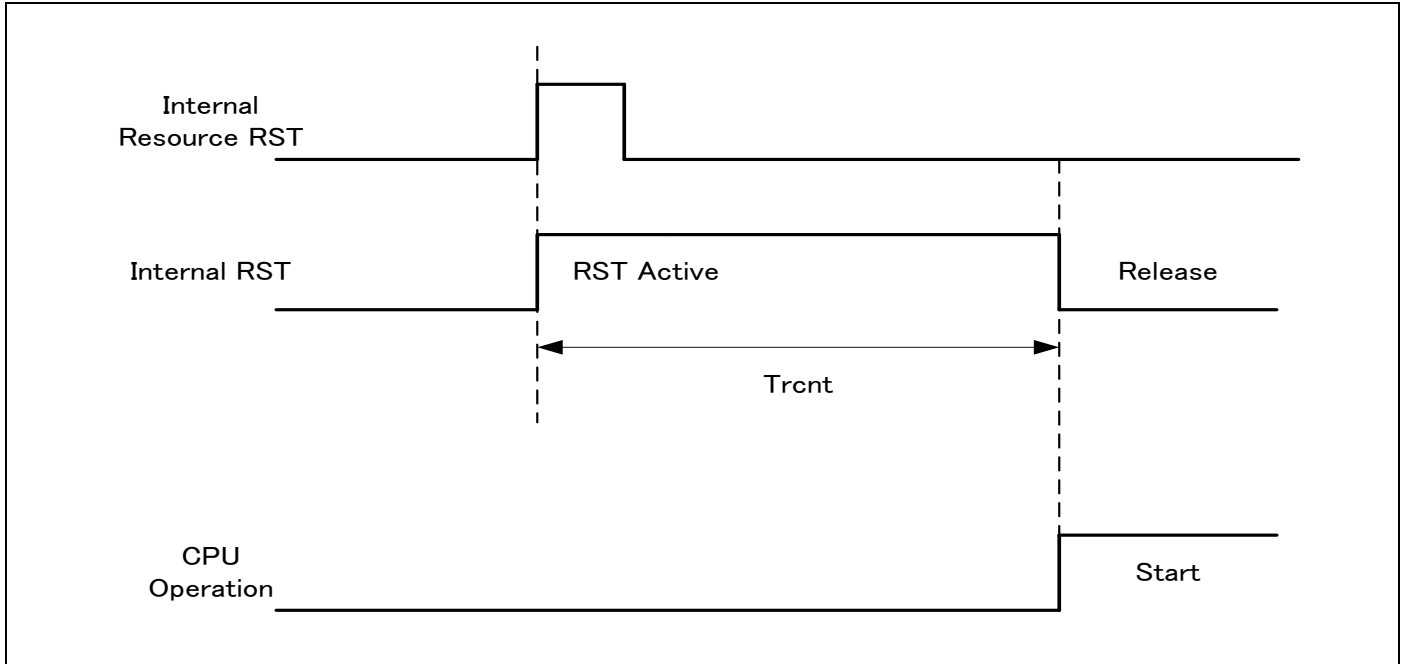 Internal
Resource RST
Internal RST
RST Active
Release
Trcnt
CPU
Operation
Start